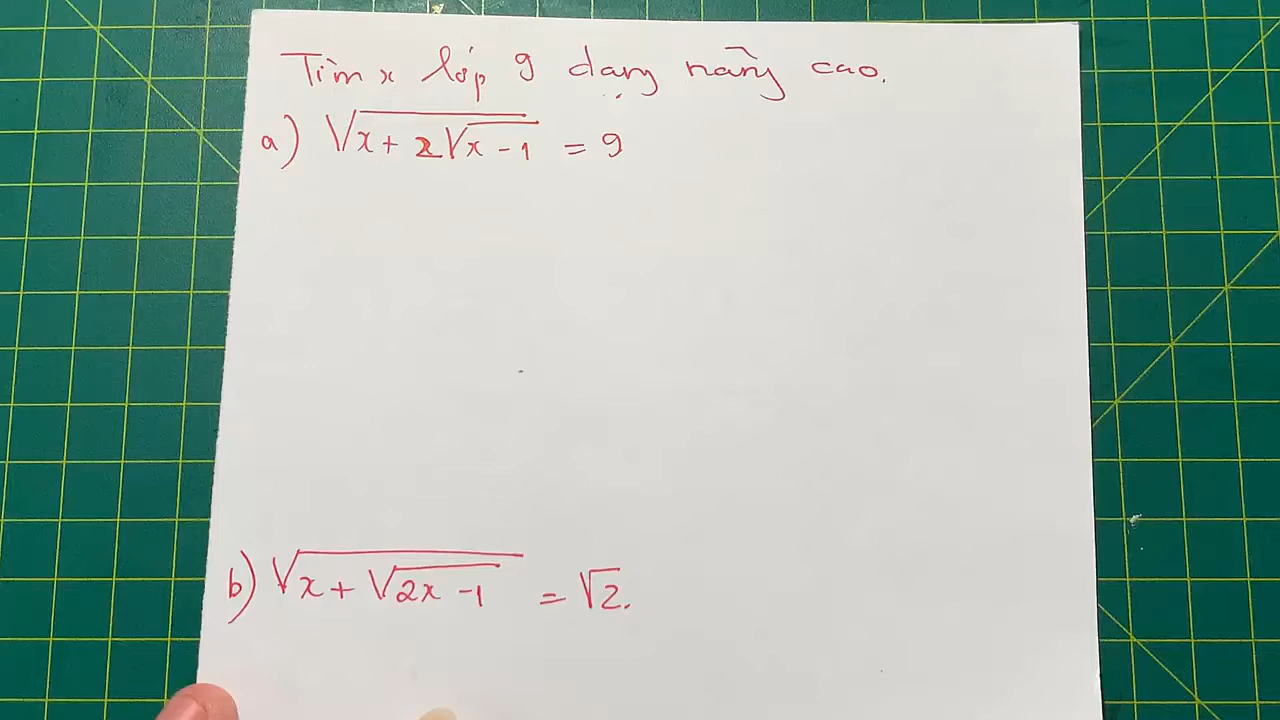 Tìm x lớp 9 dạng nâng cao.
a) √(x + 2√(x - 1)) = 9
b) √(x + √(2x - 1)) = √2.